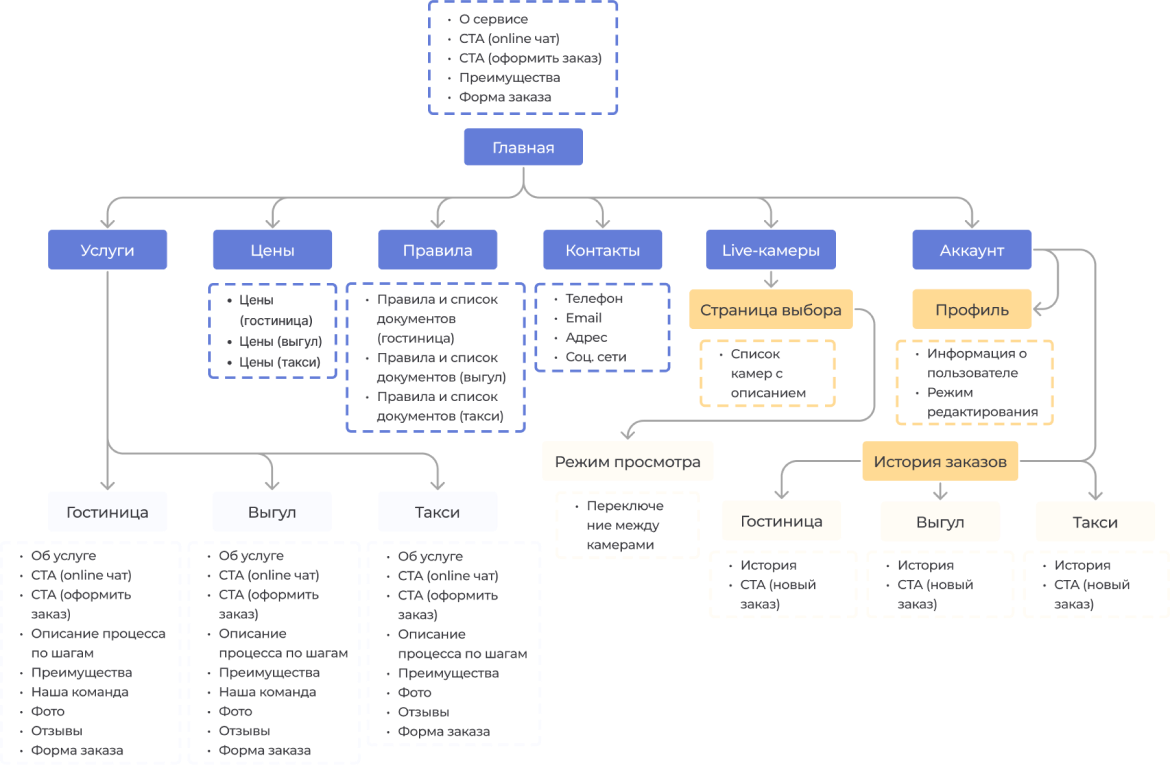 • О сервисе
• CTA (online чат)
• CTA (оформить заказ)
• Преимущества
• Форма заказа
Главная
Услуги
Цены
Правила
Контакты
Live-камеры
Аккаунт
• Цены
(гостиница)
• Цены (выгул)
• Цены (такси)
• Правила и список
документов
(гостиница)
• Правила и список
документов (выгул)
• Правила и список
документов (такси)
• Телефон
• Email
• Адрес
• Соц. сети
Страница выбора
• Список
камер с
описанием
Профиль
• Информация о
пользователе
• Режим
редактирования
Режим просмотра
• Переключе
ние между
камерами
История заказов
Гостиница
• История
• CTA (новый
заказ)
Выгул
• История
• CTA (новый
заказ)
Такси
• История
• CTA (новый
заказ)
Гостиница
• Об услуге
• CTA (online чат)
• CTA (оформить
заказ)
• Описание процесса
по шагам
• Преимущества
• Наша команда
• Фото
• Отзывы
• Форма заказа
Выгул
• Об услуге
• CTA (online чат)
• CTA (оформить
заказ)
• Описание
процесса по шагам
• Преимущества
• Наша команда
• Фото
• Отзывы
• Форма заказа
Такси
• Об услуге
• CTA (online чат)
• CTA (оформить
заказ)
• Описание
процесса по шагам
• Преимущества
• Фото
• Отзывы
• Форма заказа